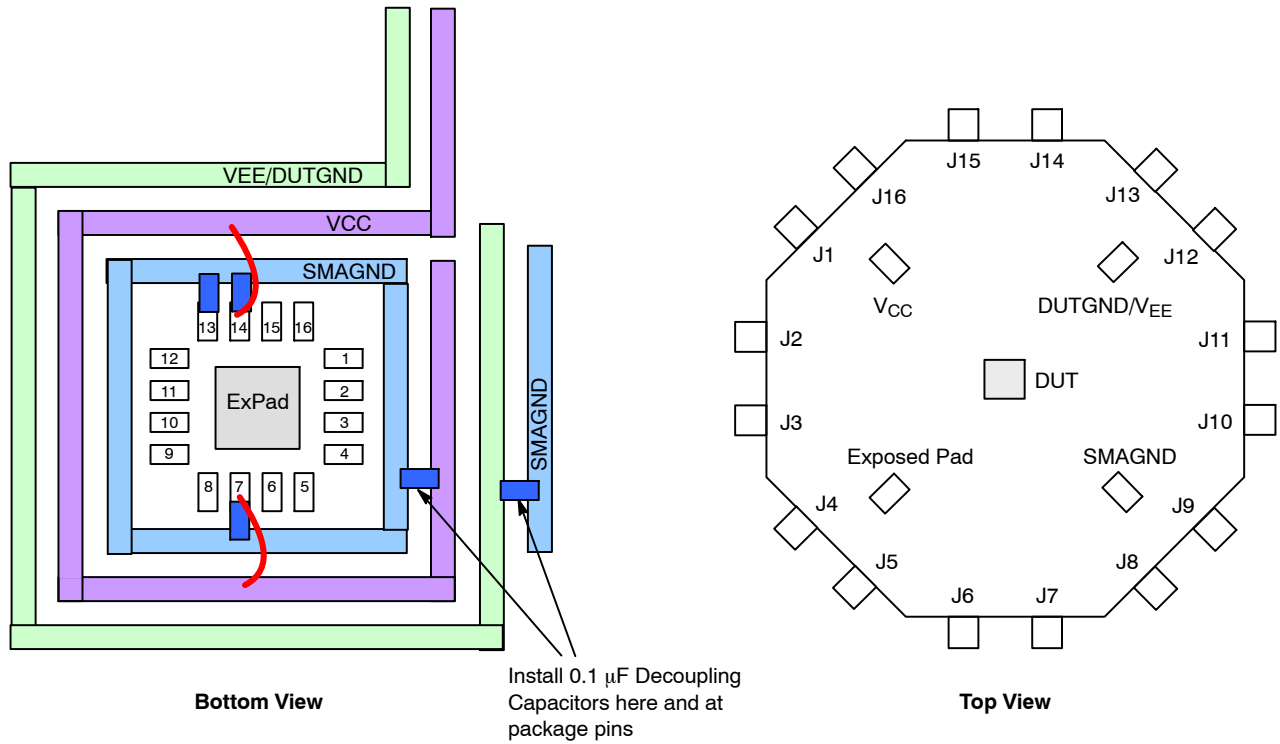 VEE/DUTGND
VCC
SMAGND
13 14 15 16
12
11
10
9
ExPad
1
2
3
4
8 7 6 5
SMAGND
Install 0.1 μF Decoupling
Capacitors here and at
package pins
Bottom View
J15 J14
J16 J13
J1 J12
VCC DUTGND/VEE
J2 J11
DUT
J3 J10
Exposed Pad SMAGND
J4 J9
J5 J8
J6 J7
Top View